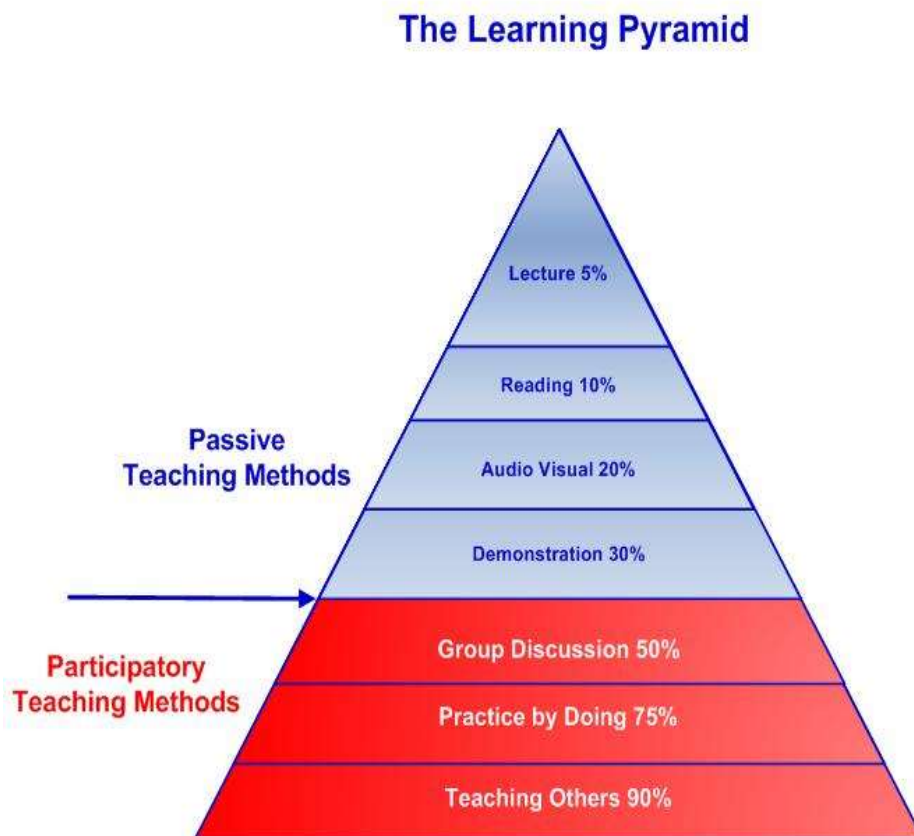 The Learning Pyramid
Lecture 5%
Reading 10%
Passive
Teaching Methods
Audio Visual 20%
Demonstration 30%
Participatory
Teaching Methods
Group Discussion 50%
Practice by Doing 75%
Teaching Others 90%